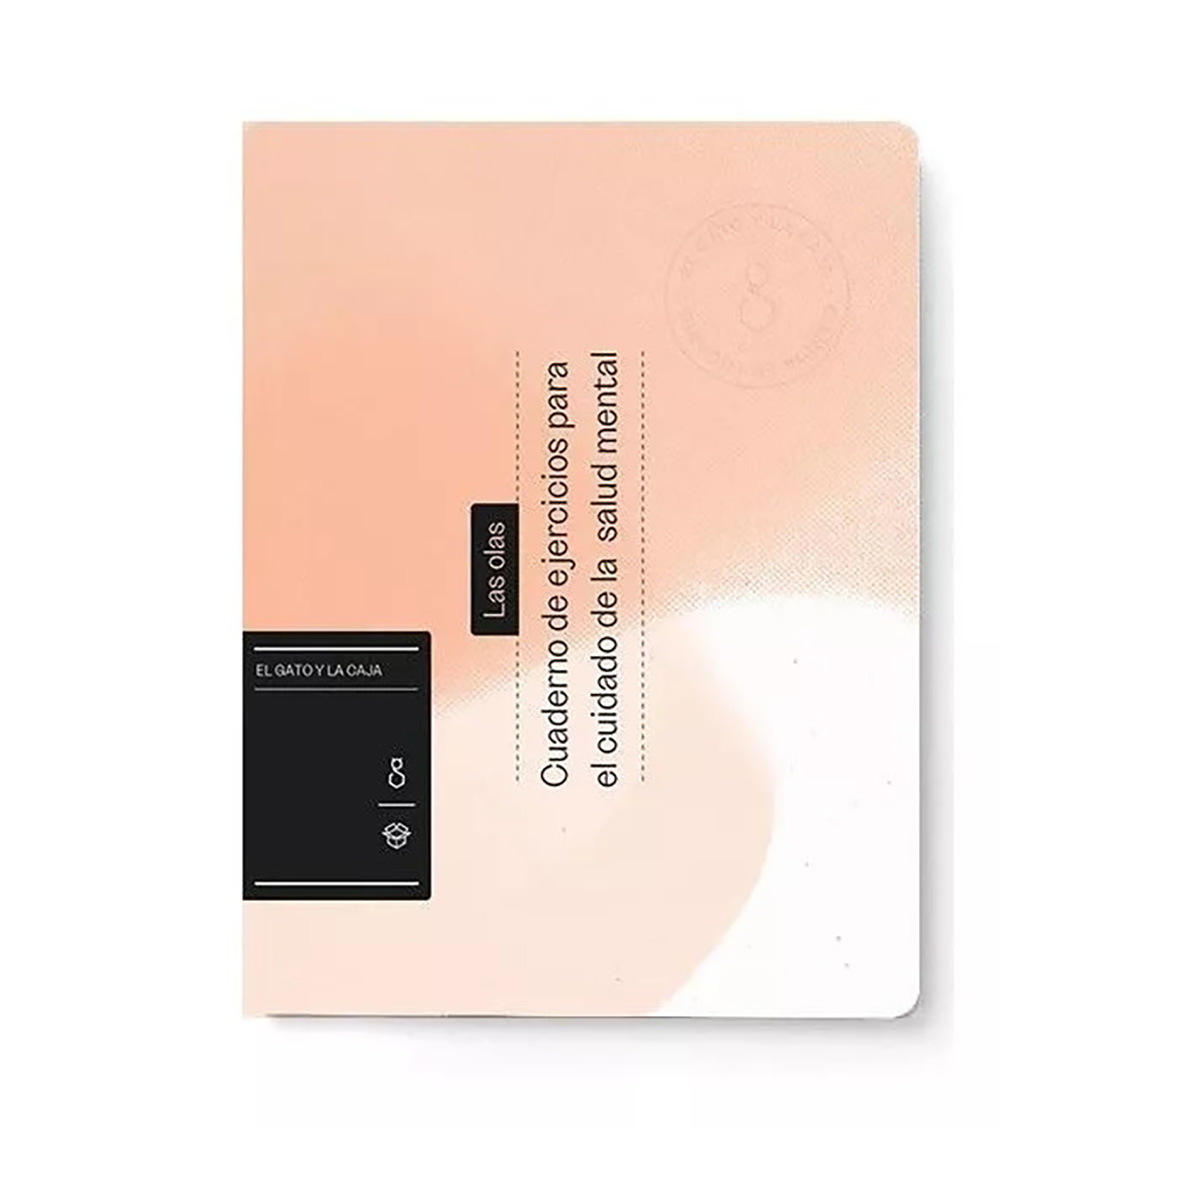 Las olas
Cuaderno de ejercicios para
el cuidado de la salud mental
EL GATO Y LA CAJA